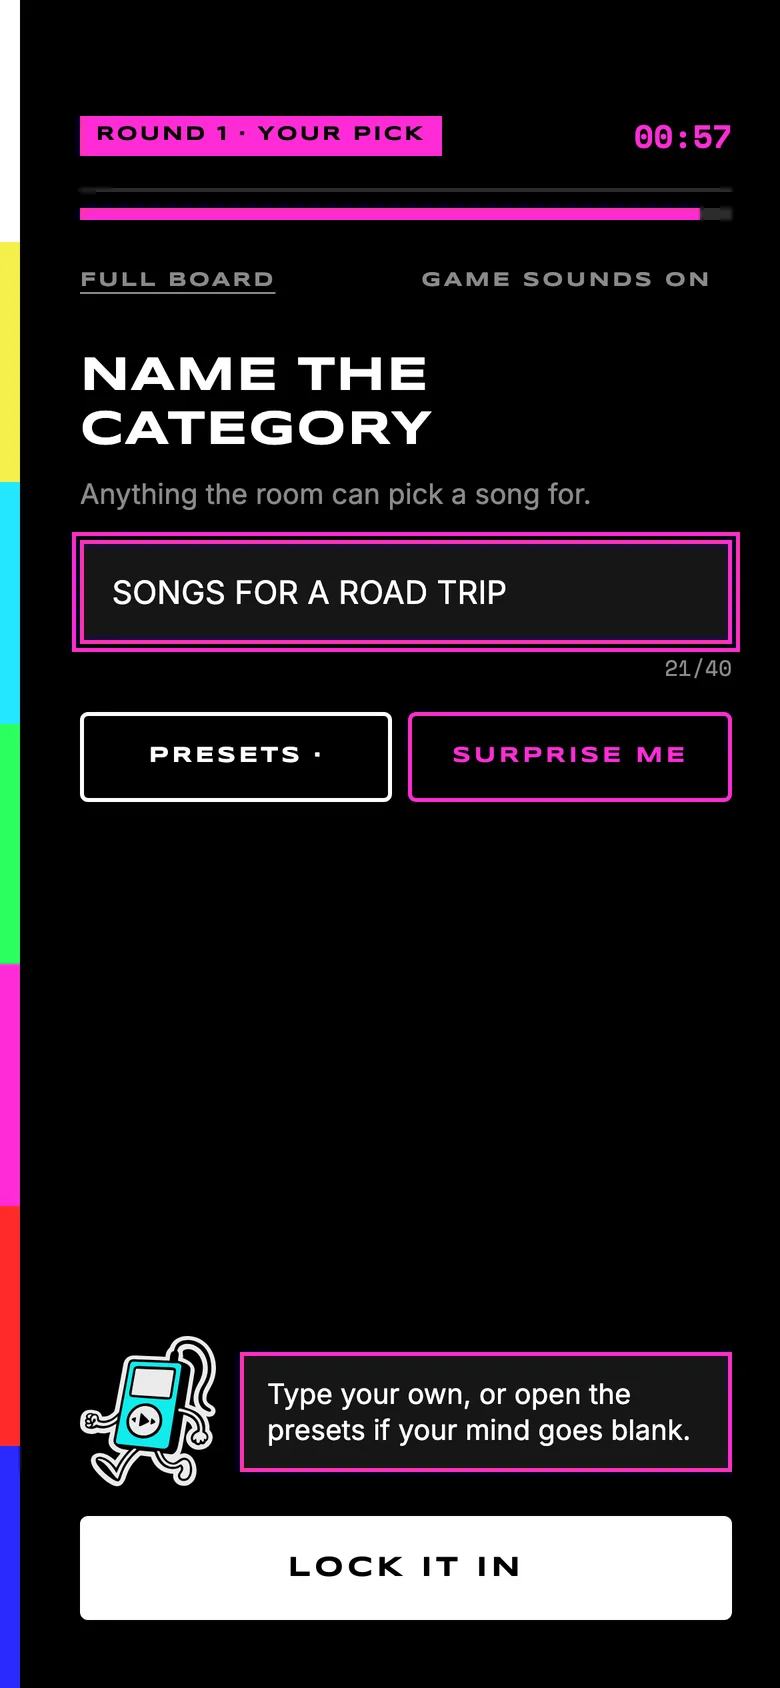 ROUND 1 · YOUR PICK
00:57
FULL BOARD
GAME SOUNDS ON
NAME THE
CATEGORY
Anything the room can pick a song for.
SONGS FOR A ROAD TRIP
21/40
PRESETS ·
SURPRISE ME
Type your own, or open the
presets if your mind goes blank.
LOCK IT IN